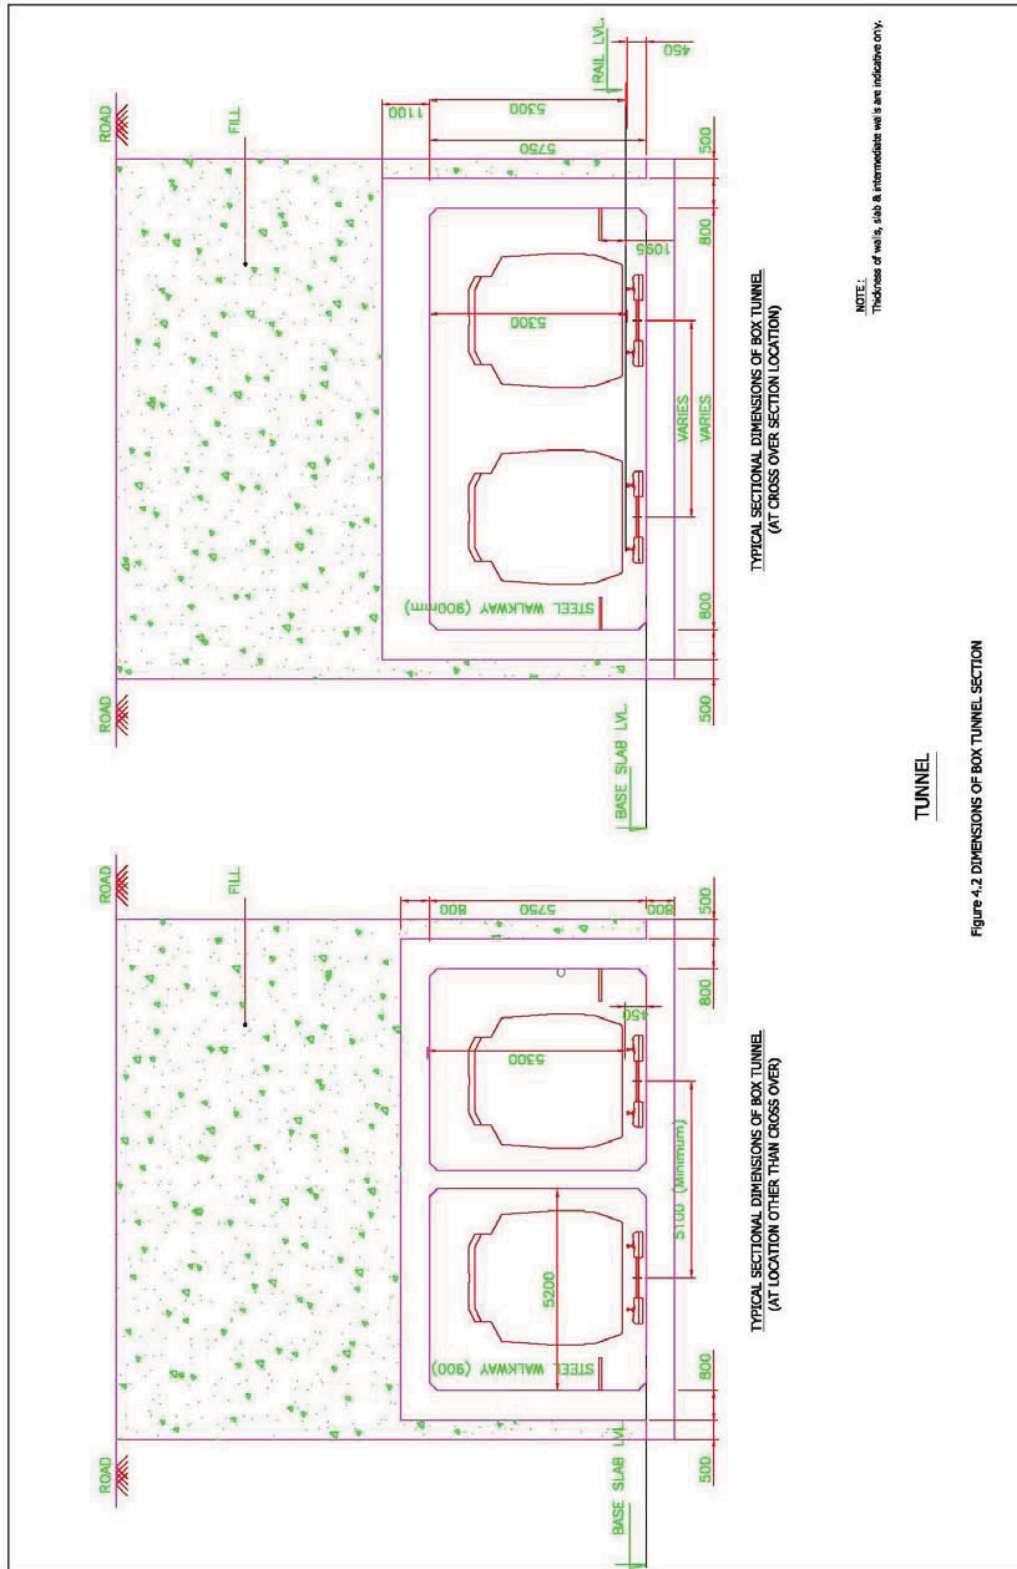 ROAD
ROAD
FILL
800
5750
800
5300
450
5200
STEEL WALKWAY (900)
BASE SLAB LVL.
5100 (Minimum)
500
800
800
500
TYPICAL SECTIONAL DIMENSIONS OF BOX TUNNEL
(AT LOCATION OTHER THAN CROSS OVER)
ROAD
ROAD
FILL
1100
5300
5750
RAIL LVL.
450
5300
1095
STEEL WALKWAY (900mm)
BASE SLAB LVL.
VARIES
VARIES
500
800
800
500
TYPICAL SECTIONAL DIMENSIONS OF BOX TUNNEL
(AT CROSS OVER SECTION LOCATION)
NOTE :
Thickness of walls, slab & intermediate walls are indicative only.
TUNNEL
Figure 4.2 DIMENSIONS OF BOX TUNNEL SECTION